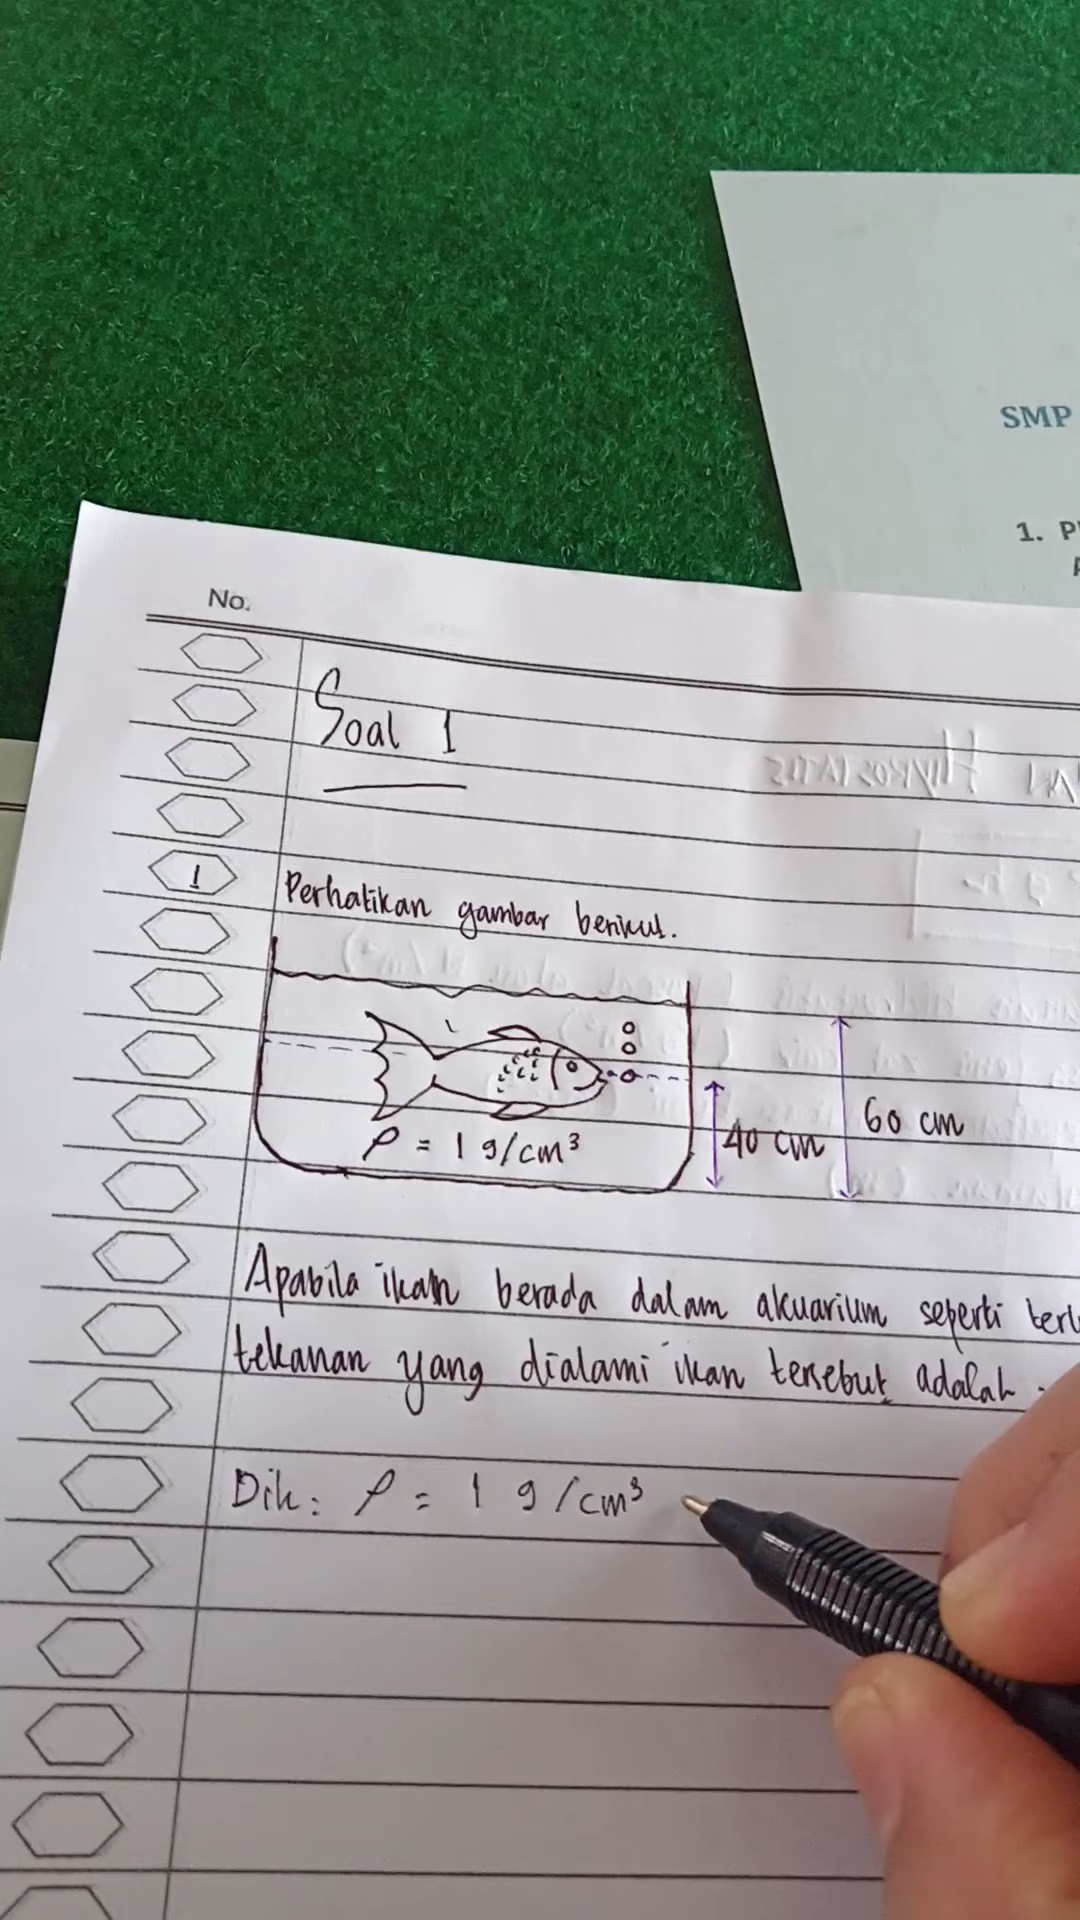 SMP
1.
No.
Soal 1
1 Perhatikan gambar berikut.
60 cm
40 cm
ρ = 1 g/cm³
Apabila ikan berada dalam akuarium seperti
tekanan yang dialami ikan tersebut adalah
Dik: ρ = 1 g/cm³